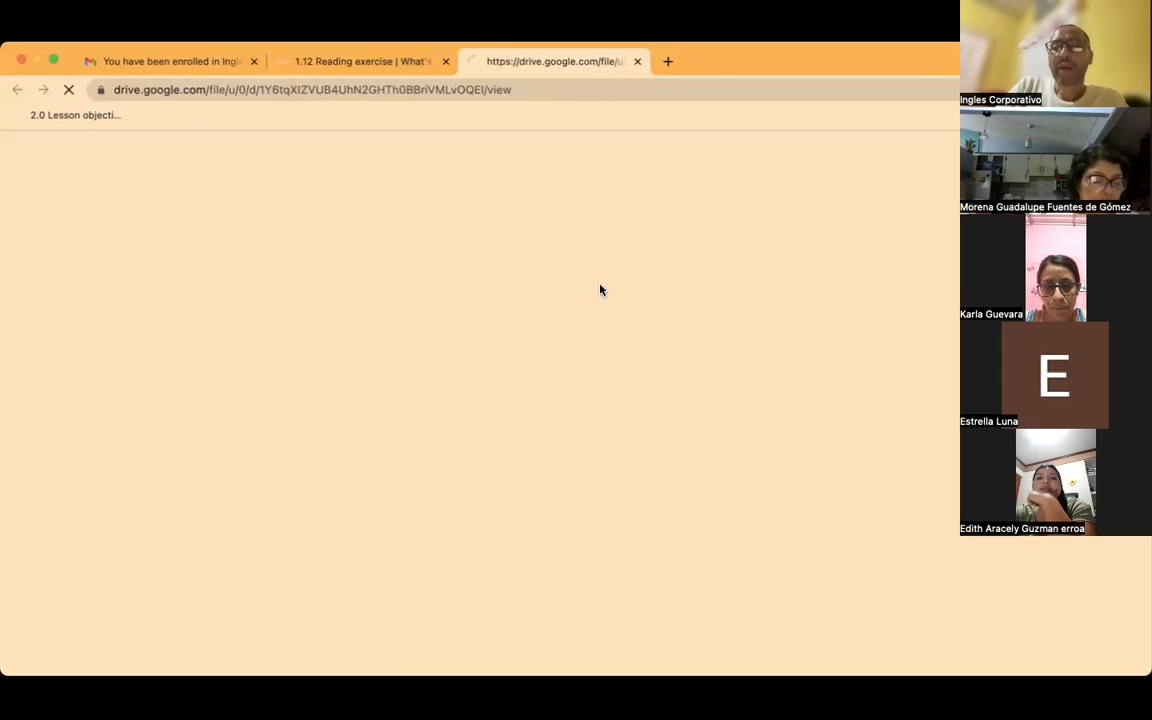 You have been enrolled in Ingl
1.12 Reading exercise | What's
https://drive.google.com/file/u
drive.google.com/file/u/0/d/1Y6tqXIZVUB4UhN2GHTh0BBriVMLvOQEI/view
2.0 Lesson objecti...
Ingles Corporativo
Morena Guadalupe Fuentes de Gómez
Karla Guevara
E
Estrella Luna
Edith Aracely Guzman erroa